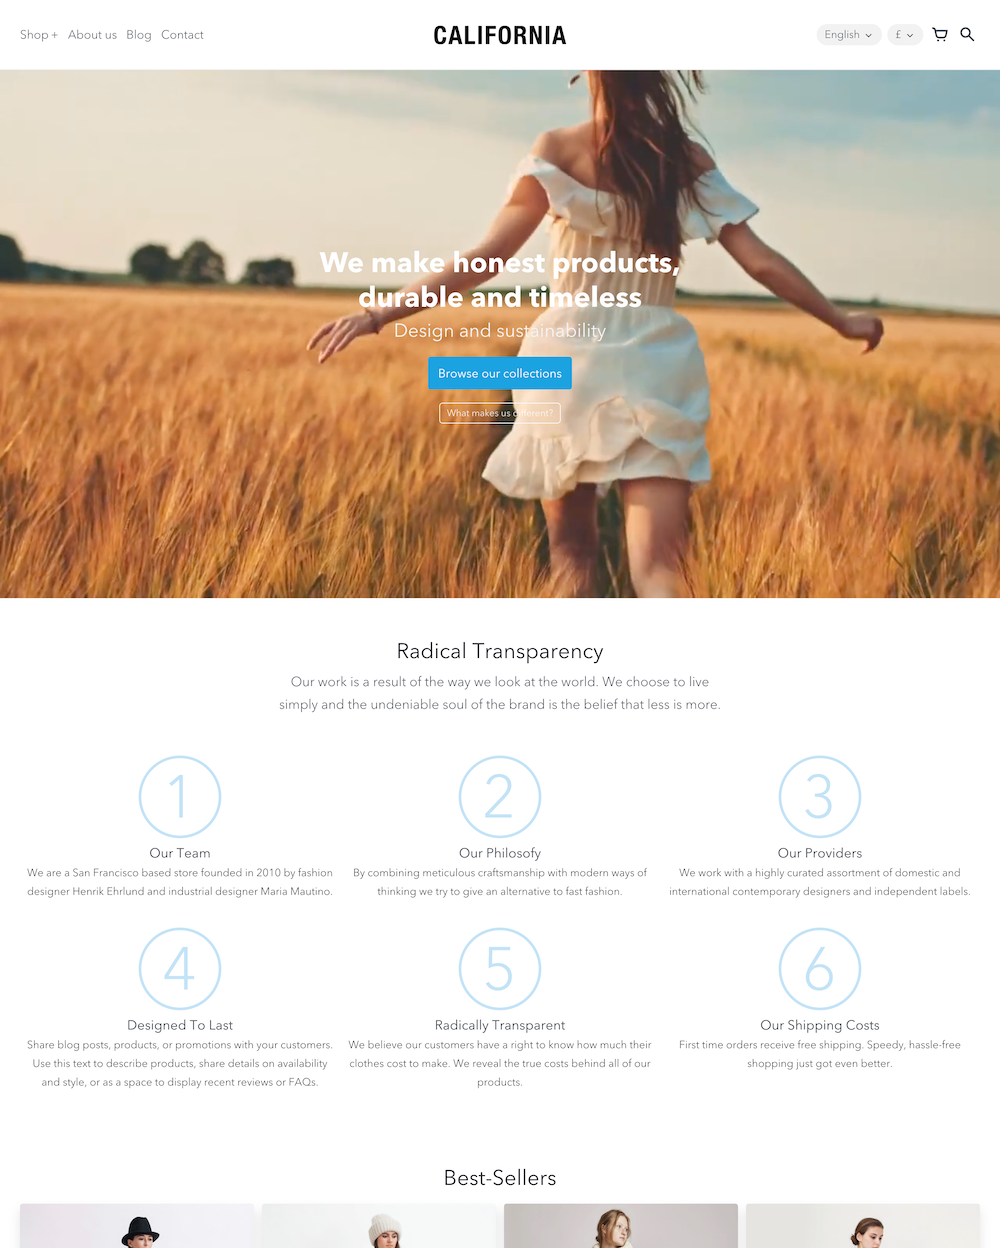 Shop + About us Blog Contact
CALIFORNIA
English £
We make honest products,
durable and timeless
Design and sustainability
Browse our collections
What makes us different?
Radical Transparency
Our work is a result of the way we look at the world. We choose to live
simply and the undeniable soul of the brand is the belief that less is more.
1
Our Team
We are a San Francisco based store founded in 2010 by fashion
designer Henrik Ehrlund and industrial designer Maria Mautino.
2
Our Philosofy
By combining meticulous craftsmanship with modern ways of
thinking we try to give an alternative to fast fashion.
3
Our Providers
We work with a highly curated assortment of domestic and
international contemporary designers and independent labels.
4
Designed To Last
Share blog posts, products, or promotions with your customers.
Use this text to describe products, share details on availability
and style, or as a space to display recent reviews or FAQs.
5
Radically Transparent
We believe our customers have a right to know how much their
clothes cost to make. We reveal the true costs behind all of our
products.
6
Our Shipping Costs
First time orders receive free shipping. Speedy, hassle-free
shopping just got even better.
Best-Sellers